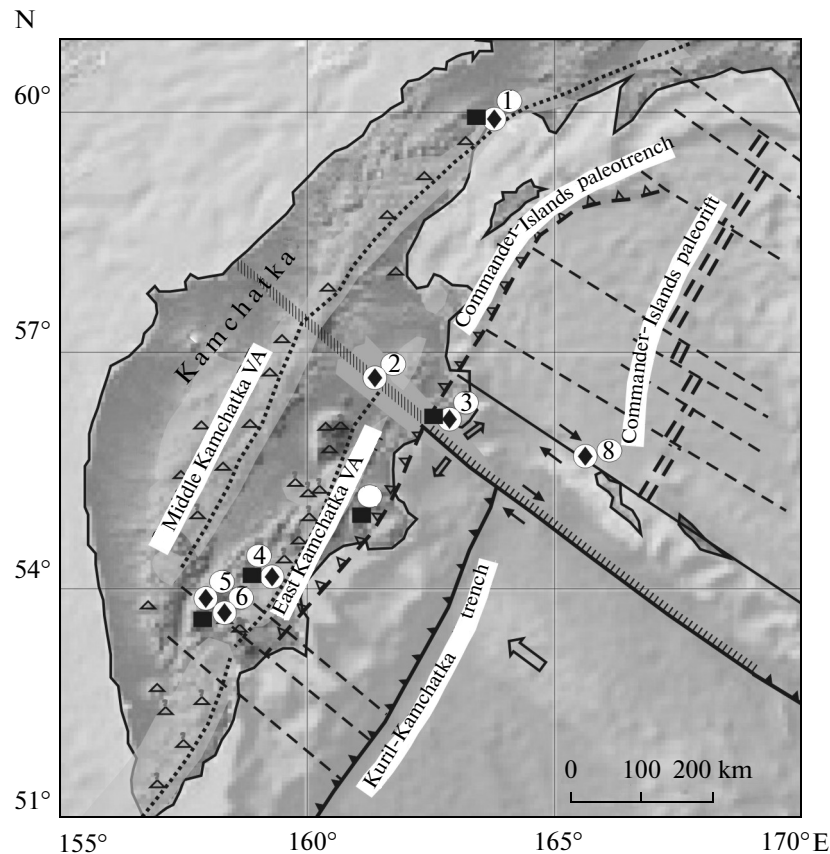 N
60°
57°
54°
51°
155°
160°
165°
170° E
1
2
3
8
4
5
6
Kamchatka
Commander-Islands paleotrench
Commander-Islands paleorift
Middle Kamchatka VA
East Kamchatka VA
Kuril-Kamchatka trench
0 100 200 km